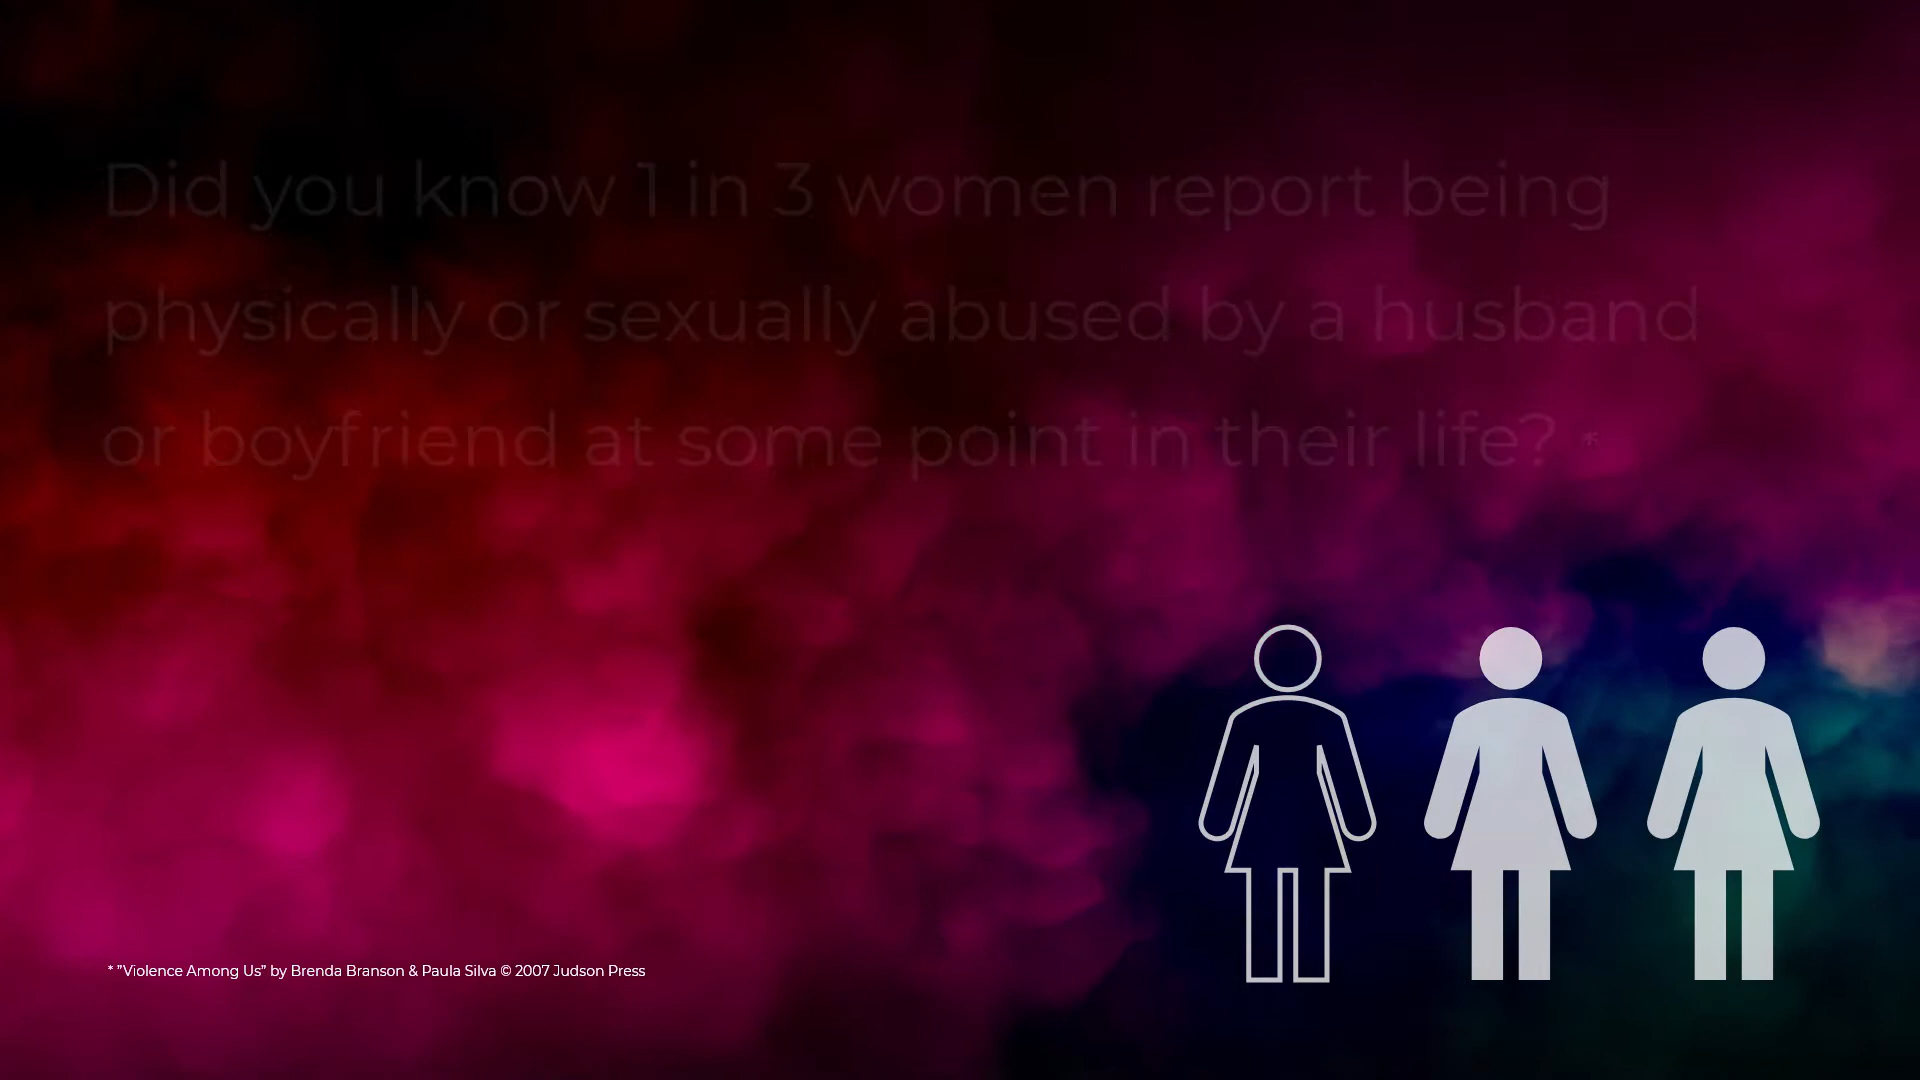 Did you know 1 in 3 women report being
physically or sexually abused by a husband
or boyfriend at some point in their life? *
* ”Violence Among Us” by Brenda Branson & Paula Silva © 2007 Judson Press